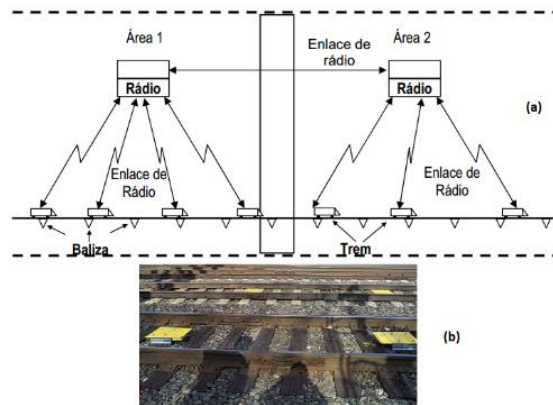 Área 1
Enlace de
rádio
Área 2
Rádio
Rádio
(a)
Enlace de
Rádio
Enlace de
Rádio
Baliza
Trem
(b)